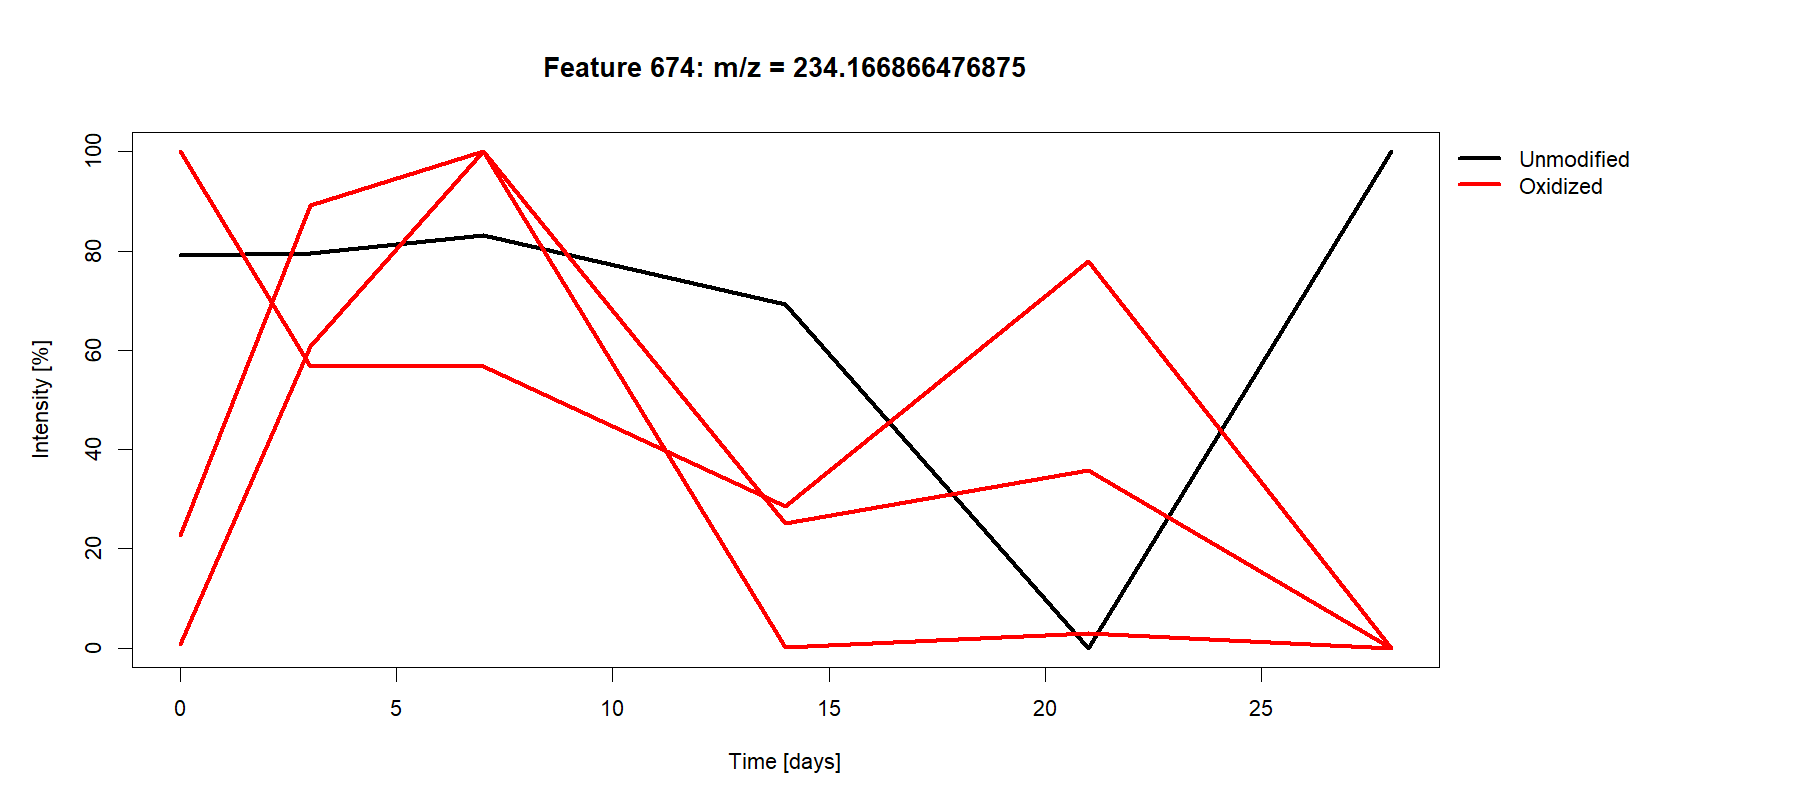 Feature 674: m/z = 234.166866476875
Unmodified
Oxidized
100
80
60
40
20
0
Intensity [%]
0 5 10 15 20 25
Time [days]